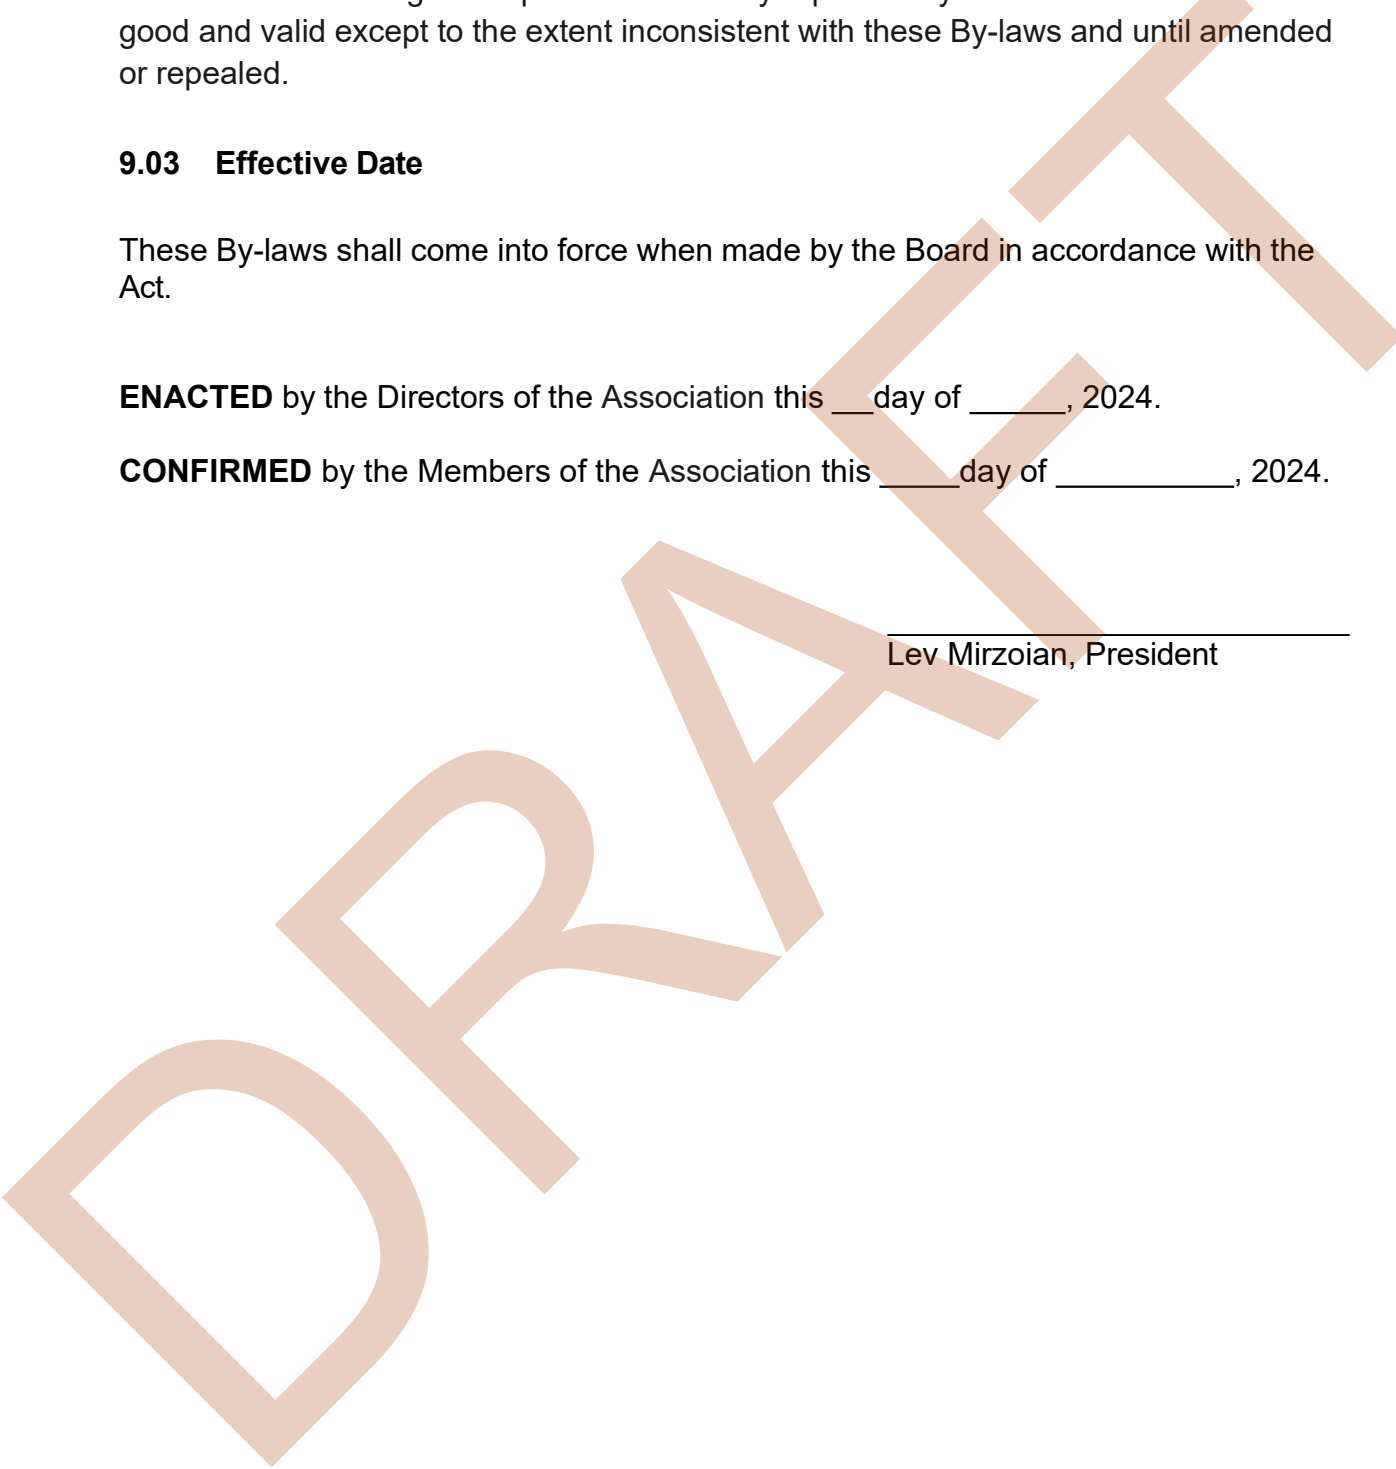 good and valid except to the extent inconsistent with these By-laws and until amended
or repealed.
9.03 Effective Date
These By-laws shall come into force when made by the Board in accordance with the
Act.
ENACTED by the Directors of the Association this __day of _____, 2024.
CONFIRMED by the Members of the Association this _____day of __________, 2024.
Lev Mirzoian, President
DRAFT